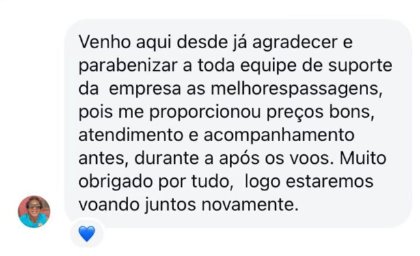 Venho aqui desde já agradecer e
parabenizar a toda equipe de suporte
da  empresa as melhorespassagens,
pois me proporcionou preços bons,
atendimento e acompanhamento
antes, durante a após os voos. Muito
obrigado por tudo,  logo estaremos
voando juntos novamente.